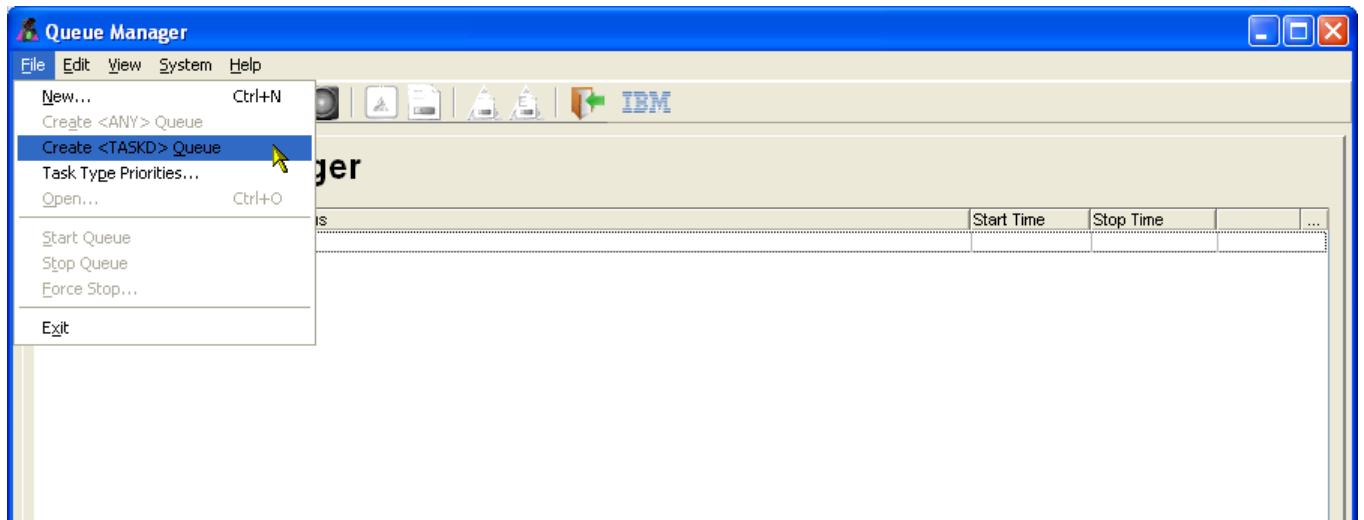 Queue Manager
File Edit View System Help
New... Ctrl+N
Create <ANY> Queue
Create <TASKD> Queue
Task Type Priorities...
Open... Ctrl+O
Start Queue
Stop Queue
Force Stop...
Exit
IBM
ger
us Start Time Stop Time ...